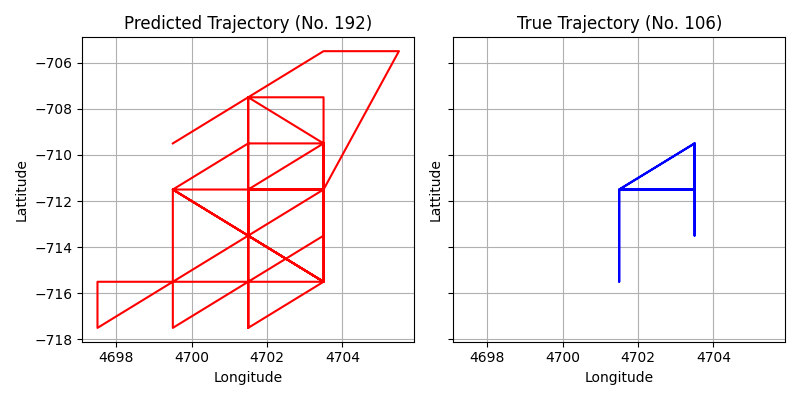 Predicted Trajectory (No. 192)
True Trajectory (No. 106)
Lattitude
−706
−708
−710
−712
−714
−716
−718
4698
4700
4702
4704
Longitude
Lattitude
4698
4700
4702
4704
Longitude